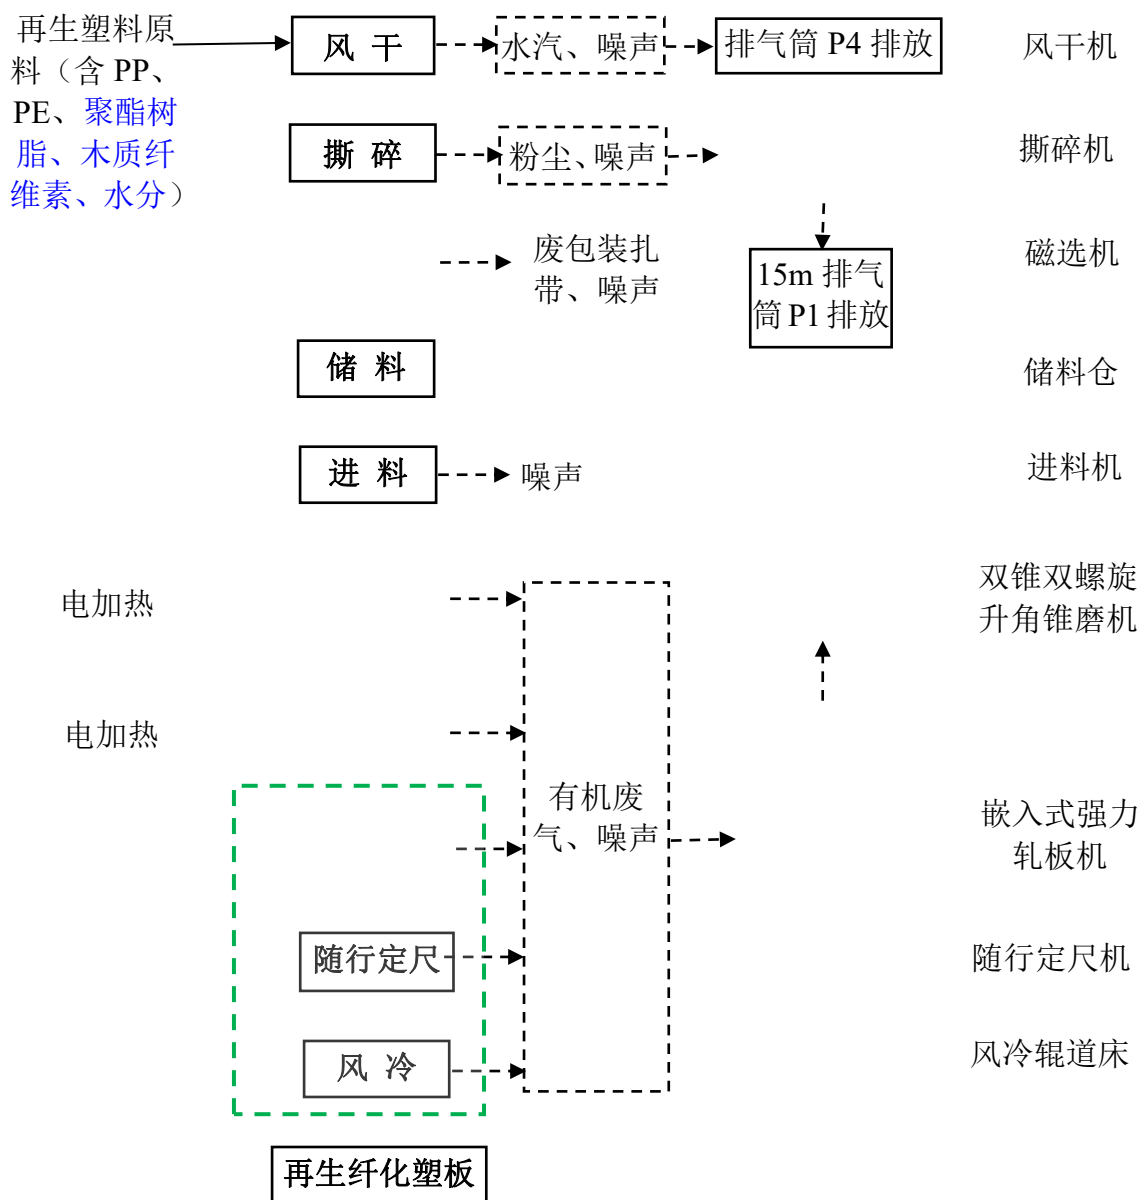 再生塑料原
料（含 PP、
PE、聚酯树
脂、木质纤
维素、水分）
风 干
水汽、噪声
排气筒 P4 排放
风干机
撕 碎
粉尘、噪声
撕碎机
废包装扎
带、噪声
15m 排气
筒 P1 排放
磁选机
储 料
储料仓
进 料
噪声
进料机
电加热
双锥双螺旋
升角锥磨机
电加热
有机废
气、噪声
嵌入式强力
轧板机
随行定尺
随行定尺机
风 冷
风冷辊道床
再生纤化塑板